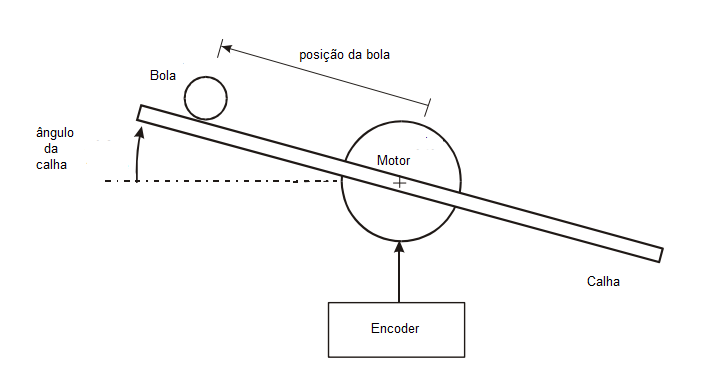 posição da bola
Bola
ângulo
da
calha
Motor
Calha
Encoder